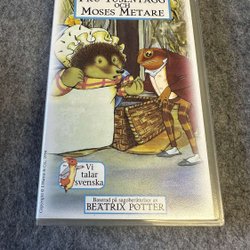 FRU TUSENTAGG
OCH
MOSES METARE
Vi
talar
svenska
Baserad på sagoberättelser av
BEATRIX POTTER